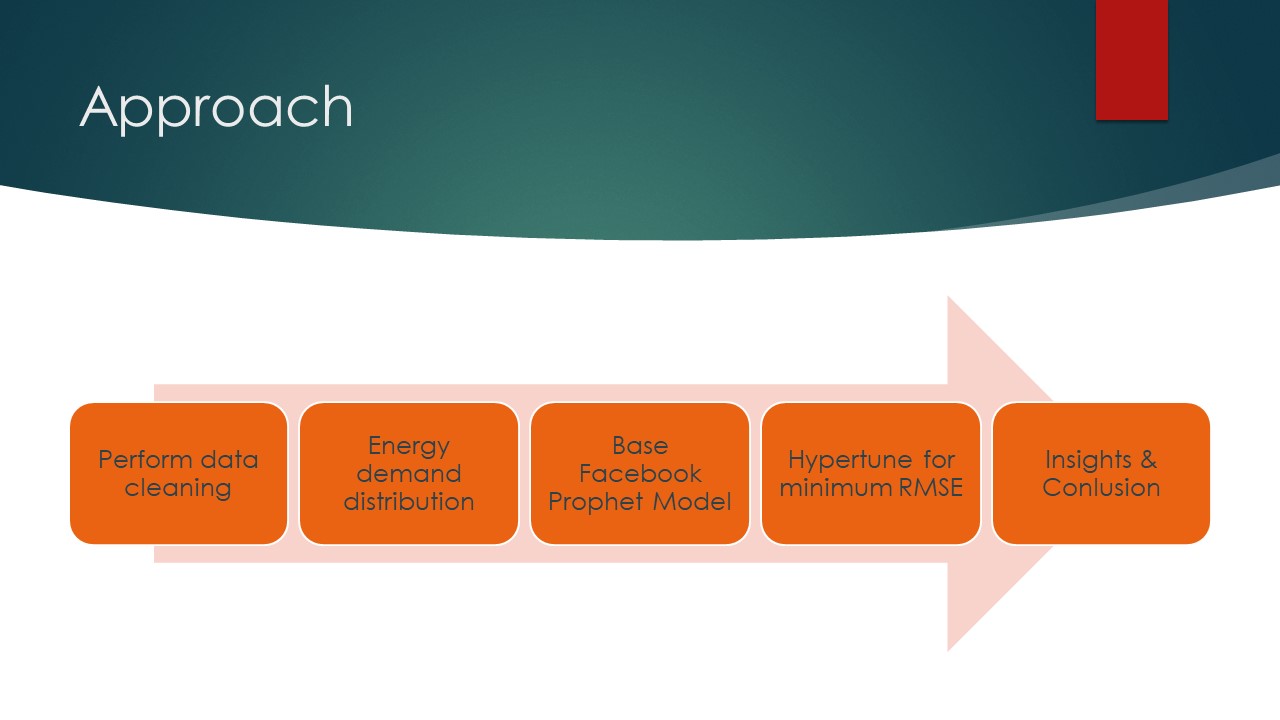 Approach
Perform data
cleaning
Energy
demand
distribution
Base
Facebook
Prophet Model
Hypertune for
minimum RMSE
Insights &
Conlusion